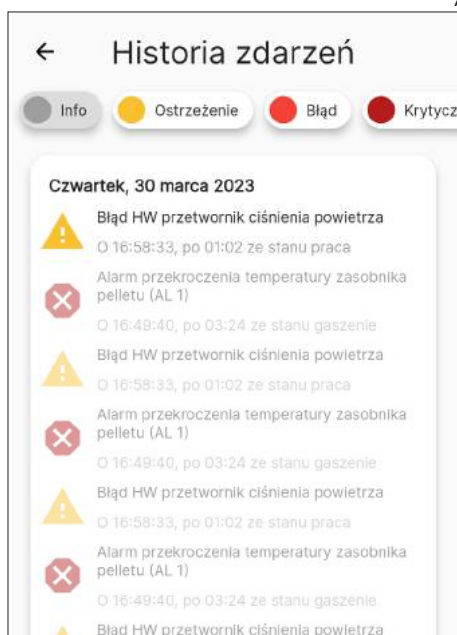 Historia zdarzeń
Info
Ostrzeżenie
Błąd
Krytycz
Czwartek, 30 marca 2023
Błąd HW przetwornik ciśnienia powietrza
O 16:58:33, po 01:02 ze stanu praca
Alarm przekroczenia temperatury zasobnika
pelletu (AL 1)
O 16:49:40, po 03:24 ze stanu gaszenie
Błąd HW przetwornik ciśnienia powietrza
O 16:58:33, po 01:02 ze stanu praca
Alarm przekroczenia temperatury zasobnika
pelletu (AL 1)
O 16:49:40, po 03:24 ze stanu gaszenie
Błąd HW przetwornik ciśnienia powietrza
O 16:58:33, po 01:02 ze stanu praca
Alarm przekroczenia temperatury zasobnika
pelletu (AL 1)
O 16:49:40, po 03:24 ze stanu gaszenie
Błąd HW przetwornik ciśnienia powietrza